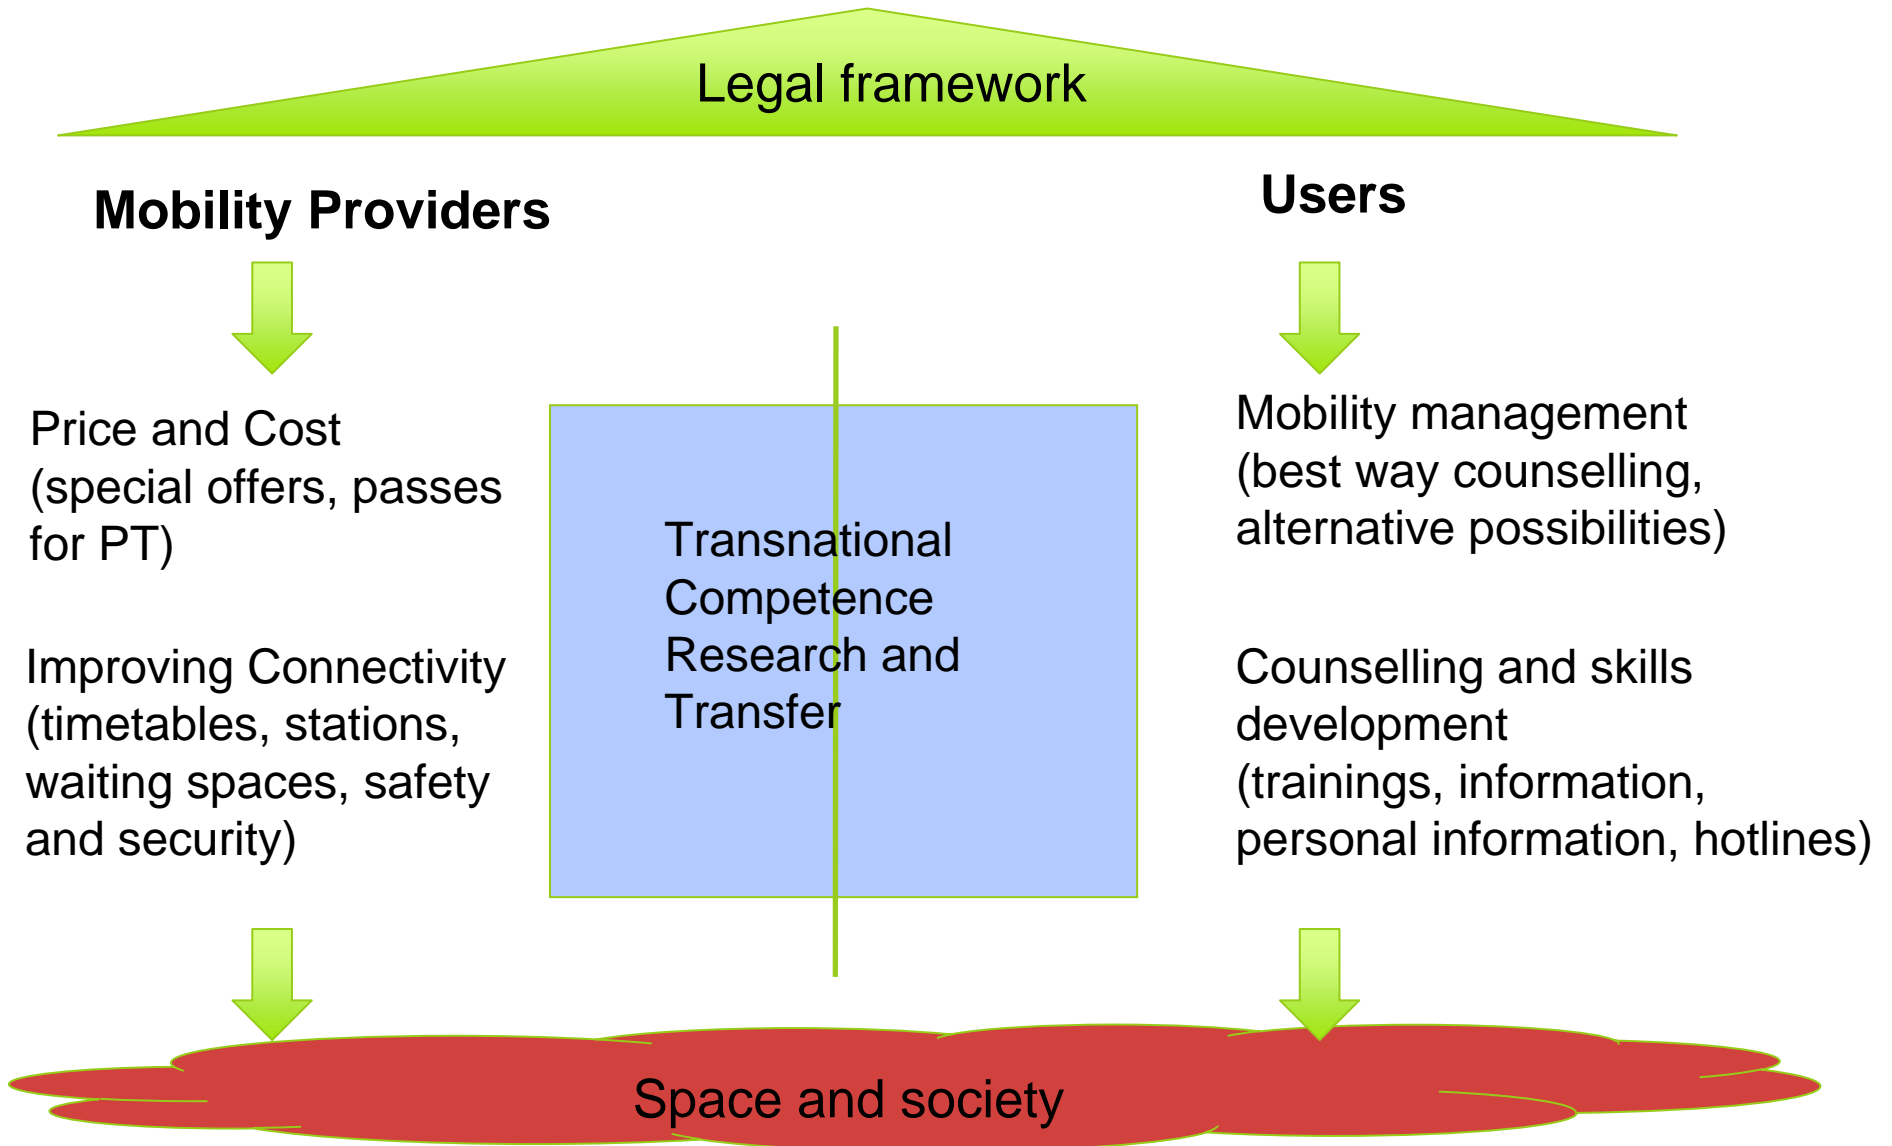 Legal framework
Mobility Providers
Users
Price and Cost
(special offers, passes
for PT)
Improving Connectivity
(timetables, stations,
waiting spaces, safety
and security)
Transnational
Competence
Research and
Transfer
Mobility management
(best way counselling,
alternative possibilities)
Counselling and skills
development
(trainings, information,
personal information, hotlines)
Space and society